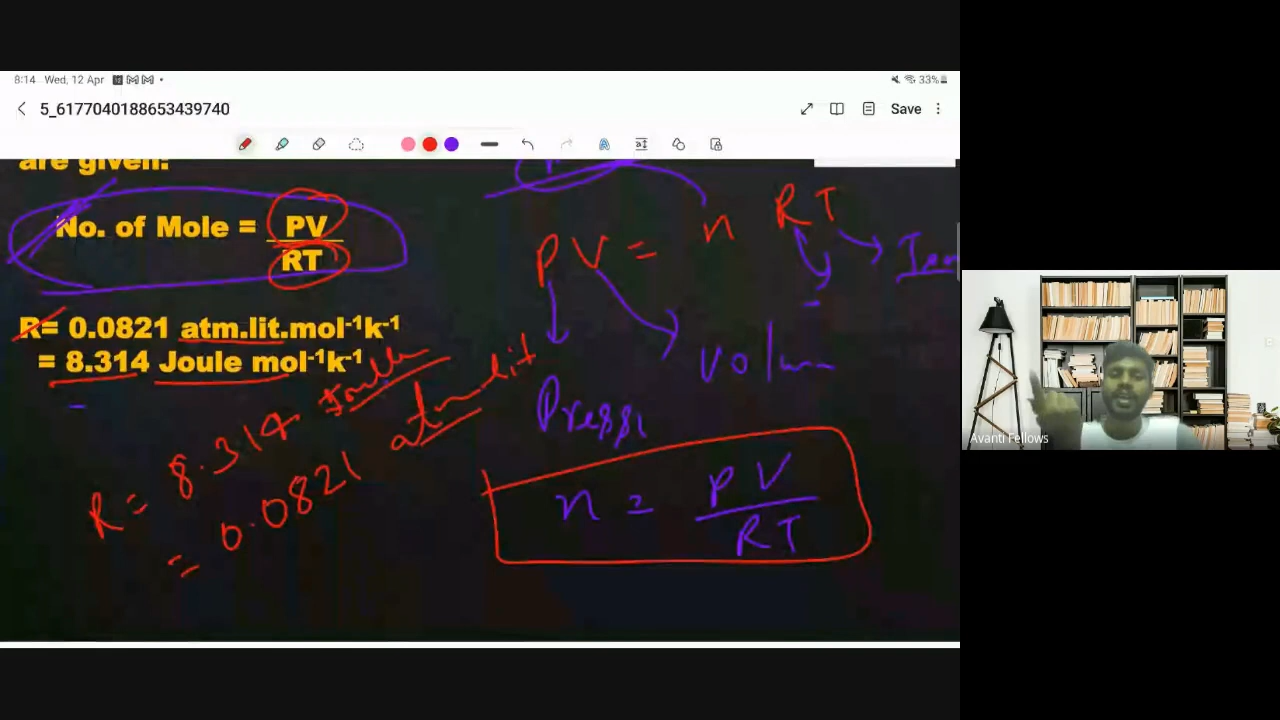 8:14 Wed, 12 Apr
33%
5_6177040188653439740
Save
are given:
No. of Mole = PV
RT
R= 0.0821 atm.lit.mol-1k-1
= 8.314 Joule mol-1k-1
R = 8.314 Joule
= 0.0821 atm lit
PV = n RT
Volum
Pressu
n = PV
RT
Avanti Fellows